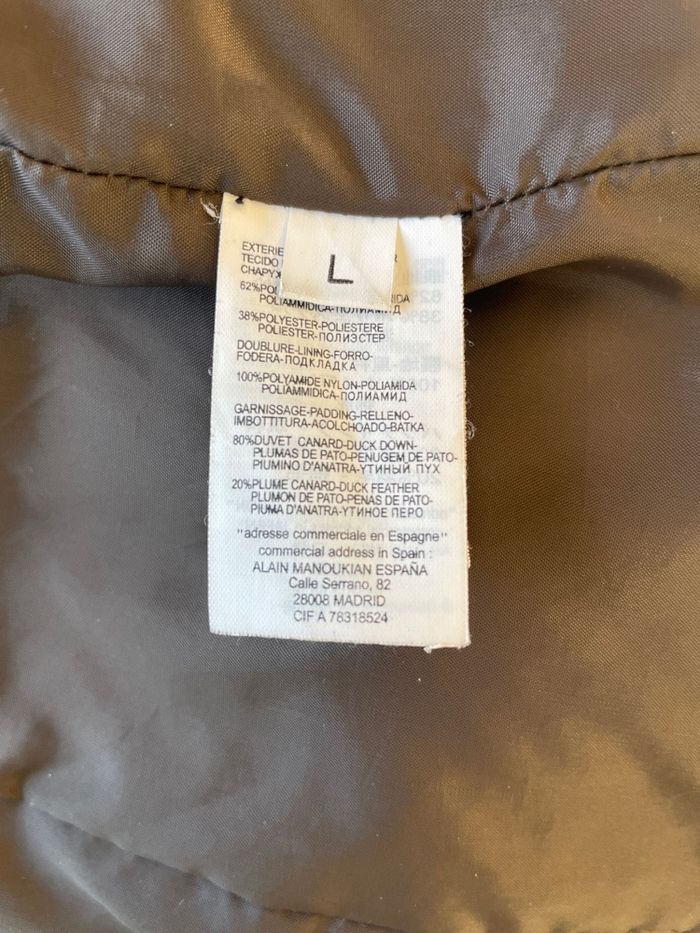 L
EXTERIE
TECIDO
62%POL
POLIAMMIDICA-ПОЛИАМИД
38%POLYESTER-POLIESTERE
POLIESTER-ПОЛИЭСТЕР
DOUBLURE-LINING-FORRO-
FODERA-ПОДКЛАДКА
100%POLYAMIDE NYLON-POLIAMIDA
POLIAMMIDICA-ПОЛИАМИД
GARNISSAGE-PADDING-RELLENO-
IMBOTTITURA-ACOLCHOADO-BATKA
80%DUVET CANARD-DUCK DOWN-
PLUMAS DE PATO-PENUGEM DE PATO-
PIUMINO D'ANATRA-УТИНЫЙ ПУХ
20%PLUME CANARD-DUCK FEATHER
PLUMON DE PATO-PENAS DE PATO-
PIUMA D'ANATRA-УТИНОЕ ПЕРО
"adresse commerciale en Espagne"
commercial address in Spain :
ALAIN MANOUKIAN ESPAÑA
Calle Serrano, 82
28008 MADRID
CIF A 78318524